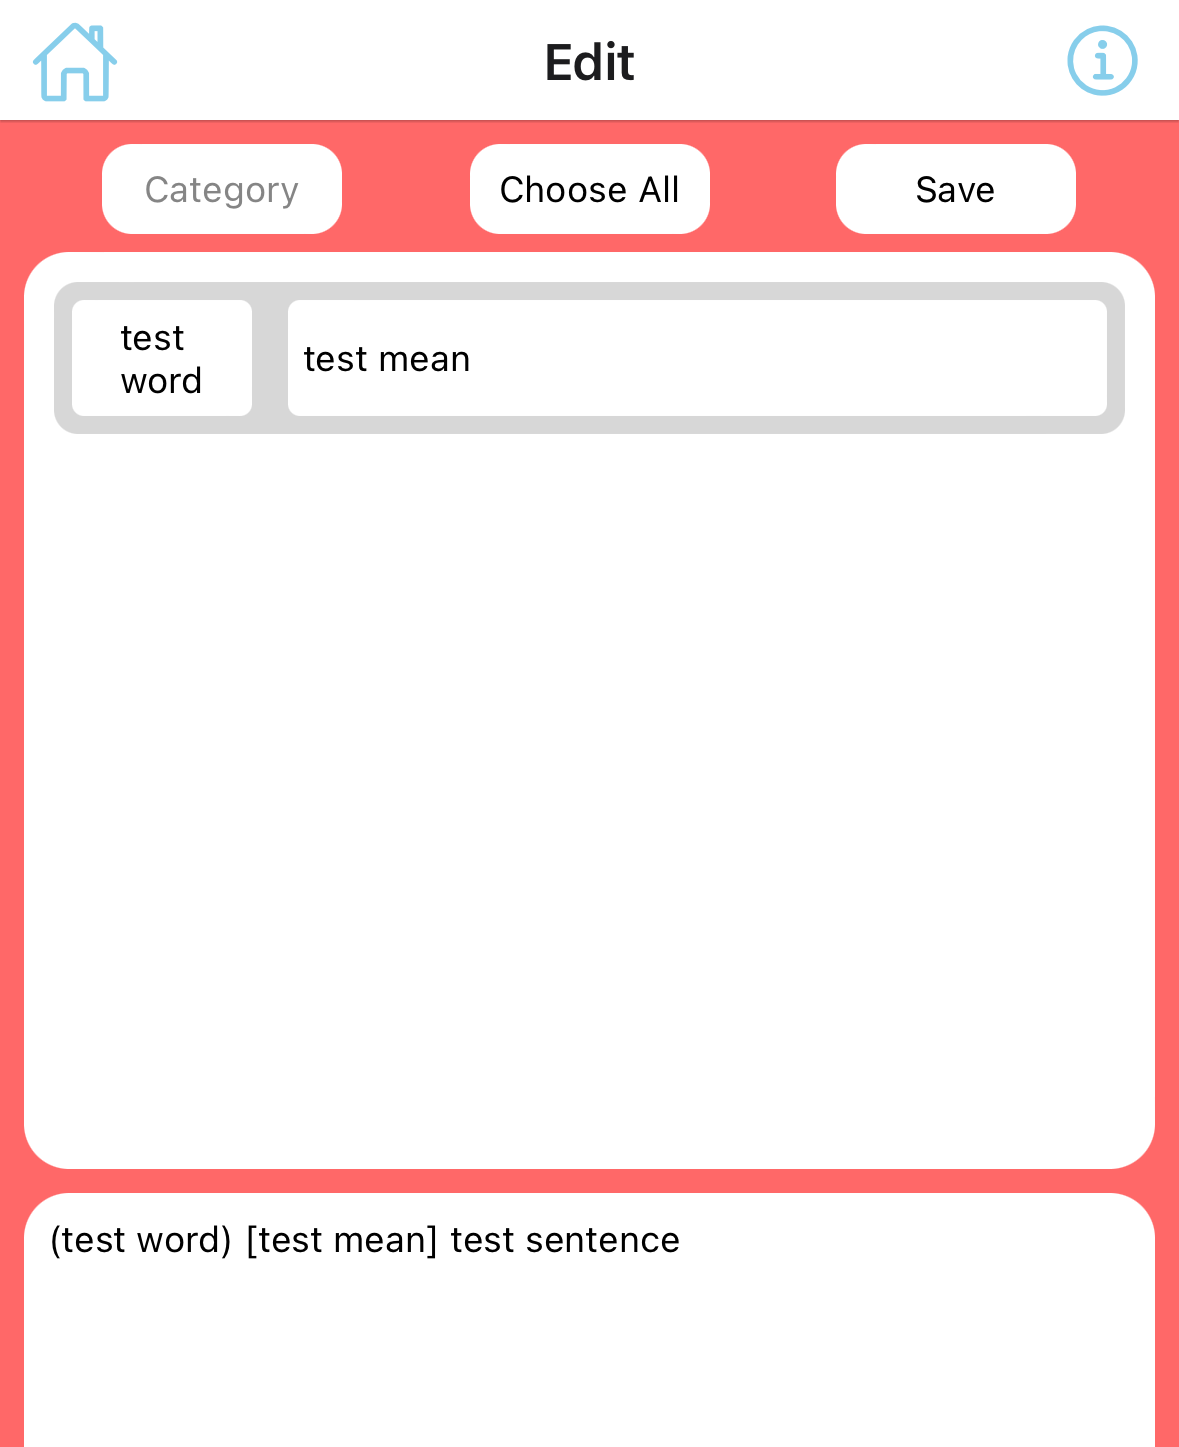 Edit
Category
Choose All
Save
test
word
test mean
(test word) [test mean] test sentence